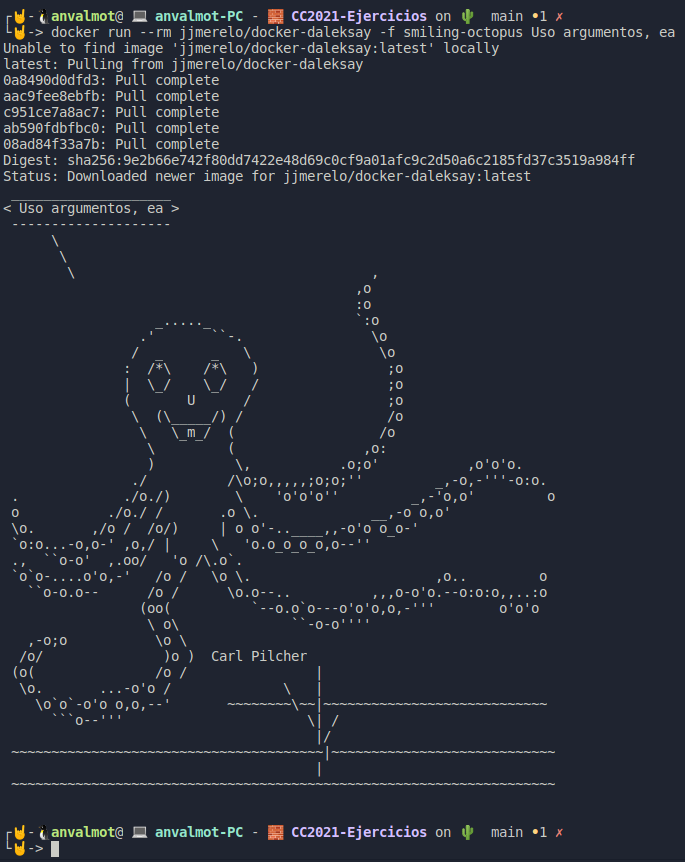 ┌🤘-🐧anvalmot@ 💻 anvalmot-PC - 🧱 CC2021-Ejercicios on 🌵  main •1 ✗
└🤘-> docker run --rm jjmerelo/docker-daleksay -f smiling-octopus Uso argumentos, ea
Unable to find image 'jjmerelo/docker-daleksay:latest' locally
latest: Pulling from jjmerelo/docker-daleksay
0a8490d0dfd3: Pull complete
aac9fee8ebfb: Pull complete
c951ce7a8ac7: Pull complete
ab590fdbfbc0: Pull complete
08ad84f33a7b: Pull complete
Digest: sha256:9e2b66e742f80dd7422e48d69c0cf9a01afc9c2d50a6c2185fd37c3519a984ff
Status: Downloaded newer image for jjmerelo/docker-daleksay:latest
< Uso argumentos, ea >
Carl Pilcher
┌🤘-🐧anvalmot@ 💻 anvalmot-PC - 🧱 CC2021-Ejercicios on 🌵  main •1 ✗
└🤘->